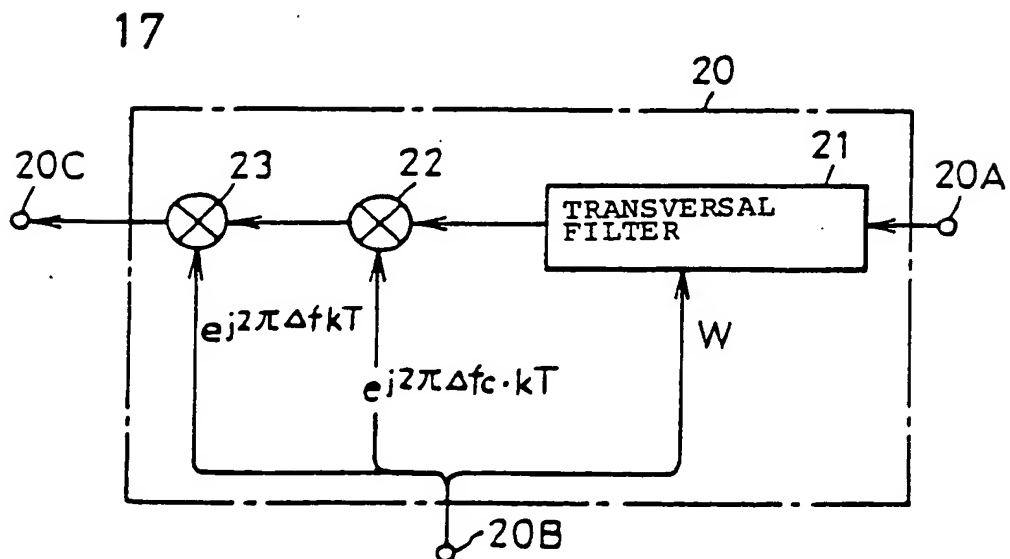 17
20
20C
23
22
21
20A
TRANSVERSAL
FILTER
ej2πΔfkT
ej2πΔfc·kT
W
20B